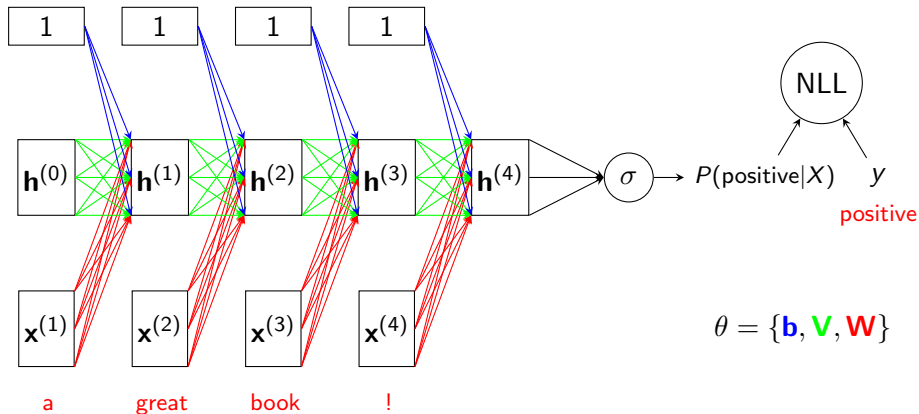 1 1 1 1
NLL
h(0) h(1) h(2) h(3) h(4) σ P(positive|X) y
positive
x(1) x(2) x(3) x(4)
θ = {b, V, W}
a great book !